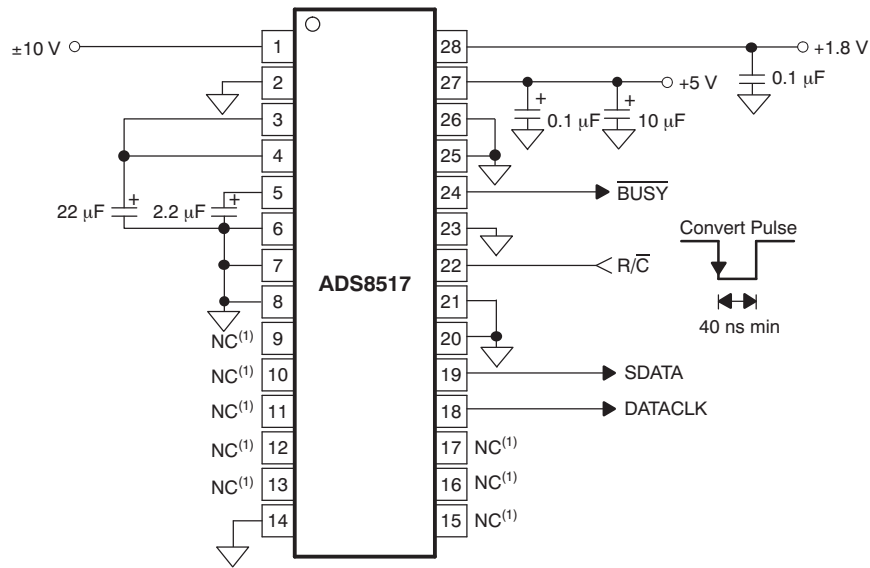 ±10 V
1
2
3
4
5
6
7
8
9
10
11
12
13
14
22 µF
2.2 µF
+
+
NC(1)
NC(1)
NC(1)
NC(1)
NC(1)
ADS8517
28
27
26
25
24
23
22
21
20
19
18
17 NC(1)
16 NC(1)
15 NC(1)
+1.8 V
0.1 µF
+5 V
+
0.1 µF
+
10 µF
BUSY
R/C
Convert Pulse
40 ns min
SDATA
DATACLK